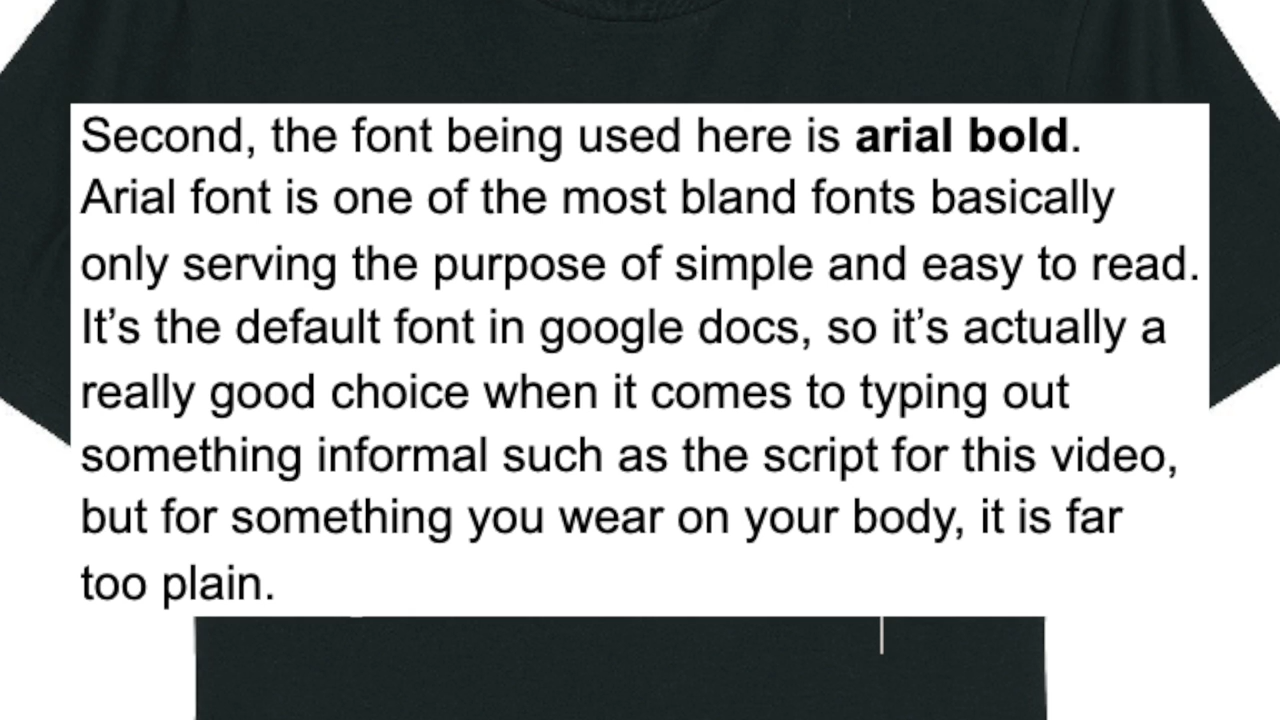 Second, the font being used here is arial bold.
Arial font is one of the most bland fonts basically
only serving the purpose of simple and easy to read.
It’s the default font in google docs, so it’s actually a
really good choice when it comes to typing out
something informal such as the script for this video,
but for something you wear on your body, it is far
too plain.